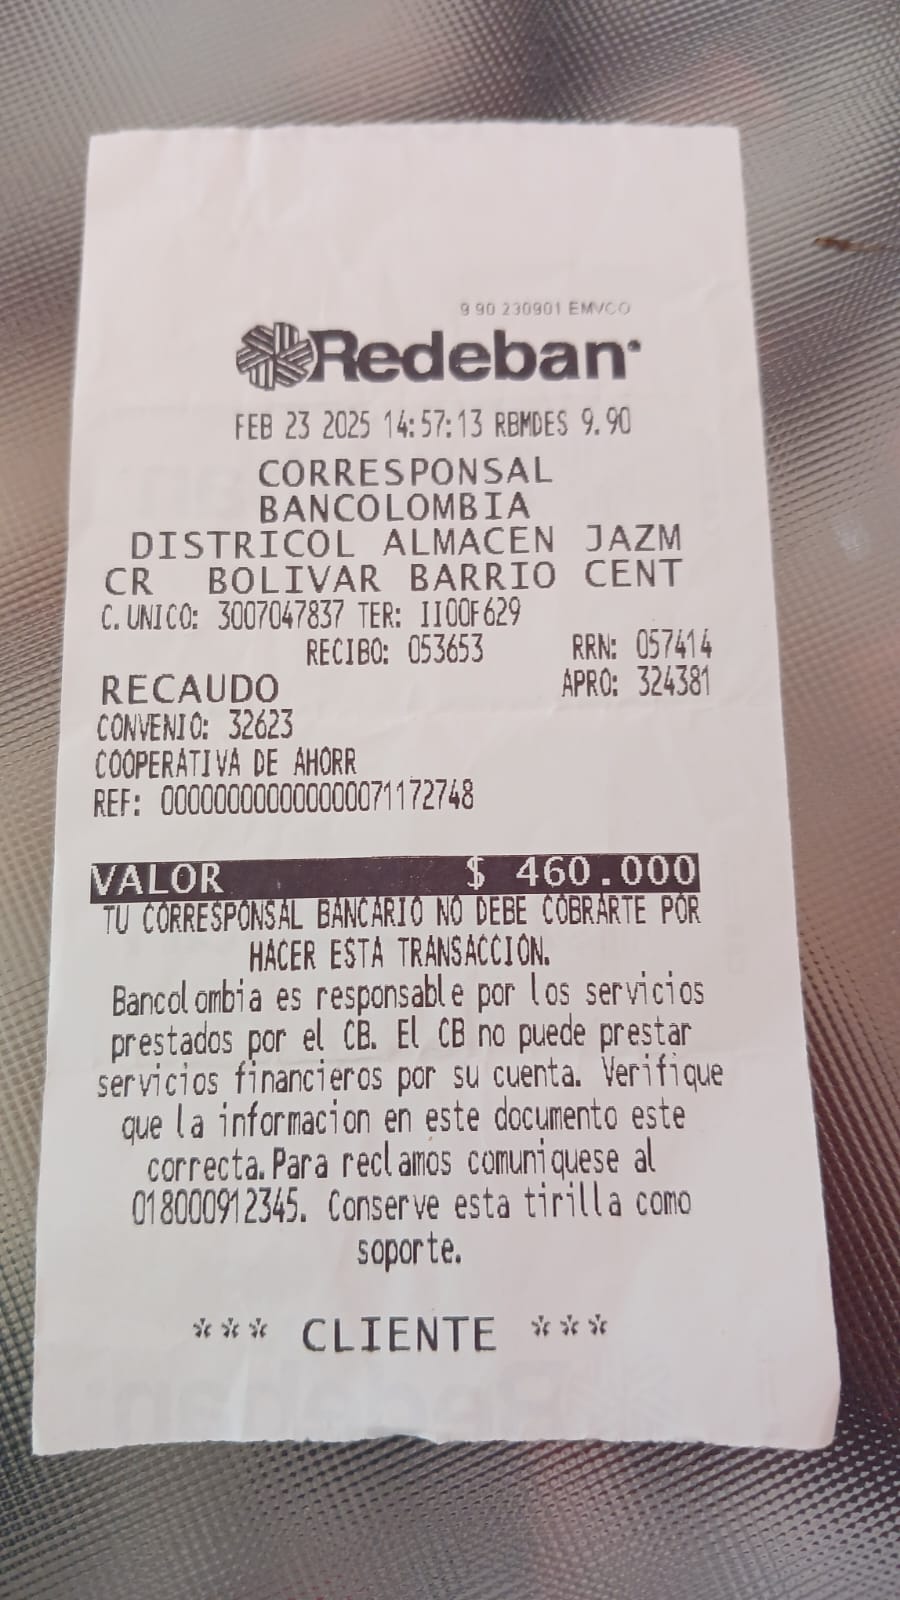 9 90 230901 EMVCO
Redeban
FEB 23 2025 14:57:13 RBMDES 9.90
CORRESPONSAL
BANCOLOMBIA
DISTRICOL ALMACEN JAZM
CR BOLIVAR BARRIO CENT
C. UNICO: 3007047837 TER: II00F629
RECIBO: 053653 RRN: 057414
RECAUDO APRO: 324381
CONVENIO: 32623
COOPERATIVA DE AHORR
REF: 0000000000000000071172748
VALOR $ 460.000
TU CORRESPONSAL BANCARIO NO DEBE COBRARTE POR
HACER ESTA TRANSACCION.
Bancolombia es responsable por los servicios
prestados por el CB. El CB no puede prestar
servicios financieros por su cuenta. Verifique
que la informacion en este documento este
correcta. Para reclamos comuniquese al
018000912345. Conserve esta tirilla como
soporte.
*** CLIENTE ***